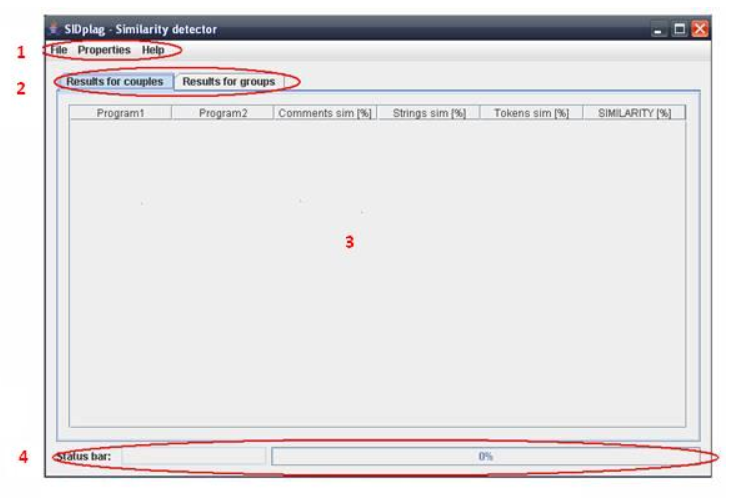 SIDplag - Similarity detector
1
File Properties Help
2
Results for couples Results for groups
Program1 Program2 Comments sim [%] Strings sim [%] Tokens sim [%] SIMILARITY [%]
3
4
Status bar: 0%